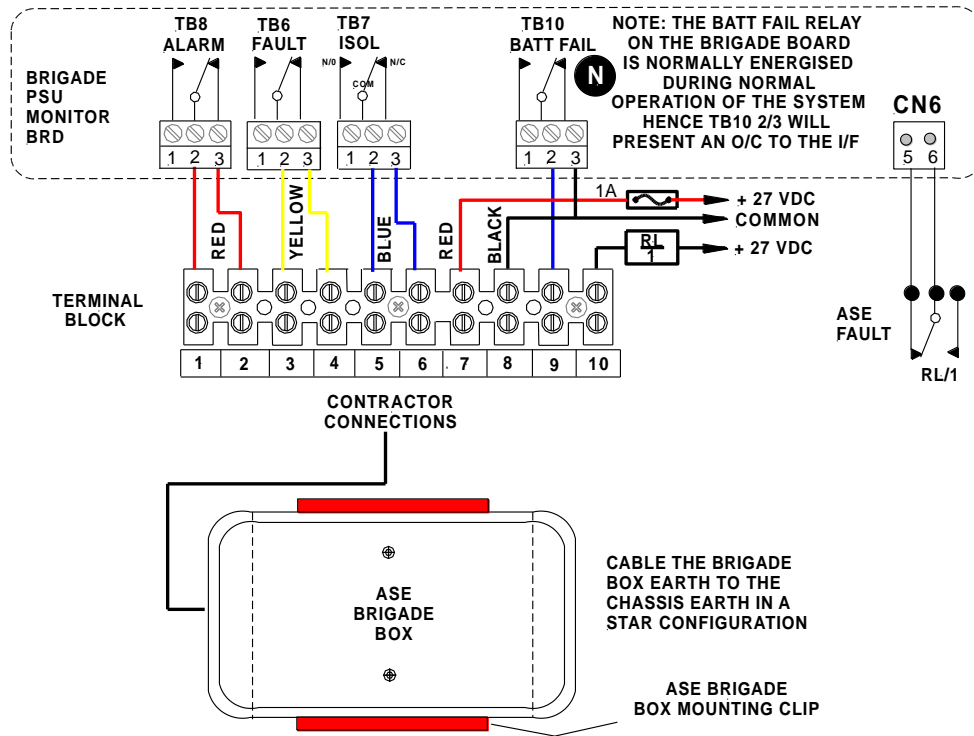 TB8
ALARM
TB6
FAULT
TB7
ISOL
TB10
BATT FAIL
N
NOTE: THE BATT FAIL RELAY
ON THE BRIGADE BOARD
IS NORMALLY ENERGISED
DURING NORMAL
OPERATION OF THE SYSTEM
HENCE TB10 2/3 WILL
PRESENT AN O/C TO THE I/F
BRIGADE
PSU
MONITOR
BRD
N/0
N/C
COM
CN6
1 2 3
1 2 3
1 2 3
1 2 3
5 6
RED
YELLOW
BLUE
RED
BLACK
1A
+ 27 VDC
COMMON
RL
1
+ 27 VDC
TERMINAL
BLOCK
1 2 3 4 5 6 7 8 9 10
ASE
FAULT
RL/1
CONTRACTOR
CONNECTIONS
ASE
BRIGADE
BOX
CABLE THE BRIGADE
BOX EARTH TO THE
CHASSIS EARTH IN A
STAR CONFIGURATION
ASE BRIGADE
BOX MOUNTING CLIP